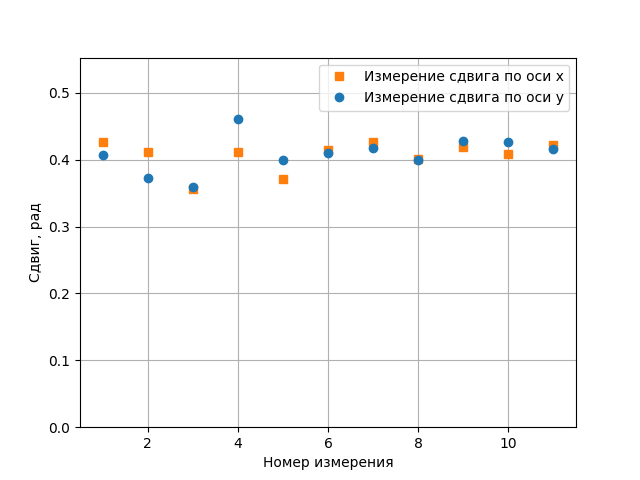 Измерение сдвига по оси x
Измерение сдвига по оси y
0.5
0.4
0.3
0.2
0.1
0.0
Сдвиг, рад
2 4 6 8 10
Номер измерения